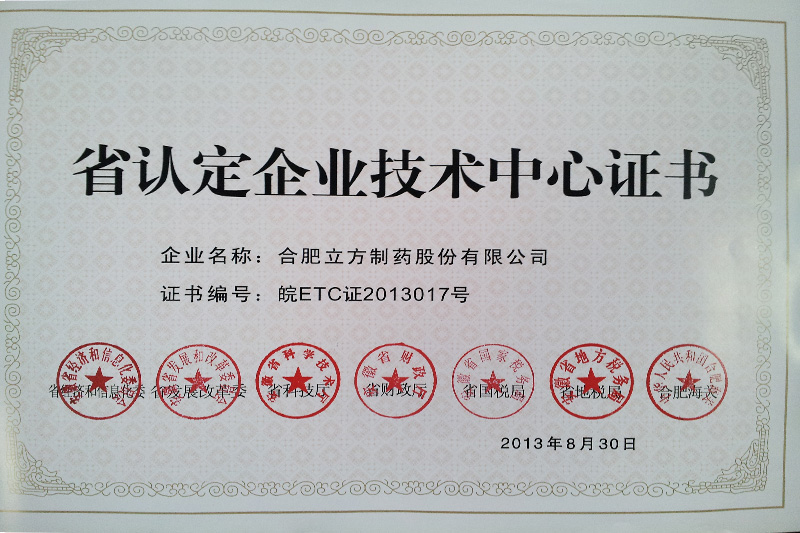 省认定企业技术中心证书
企业名称：合肥立方制药股份有限公司
证书编号：皖ETC证2013017号
省经济和信息化委 省发展改革委 省科技厅 省财政厅 省国税局 省地税局 合肥海关
2013年8月30日